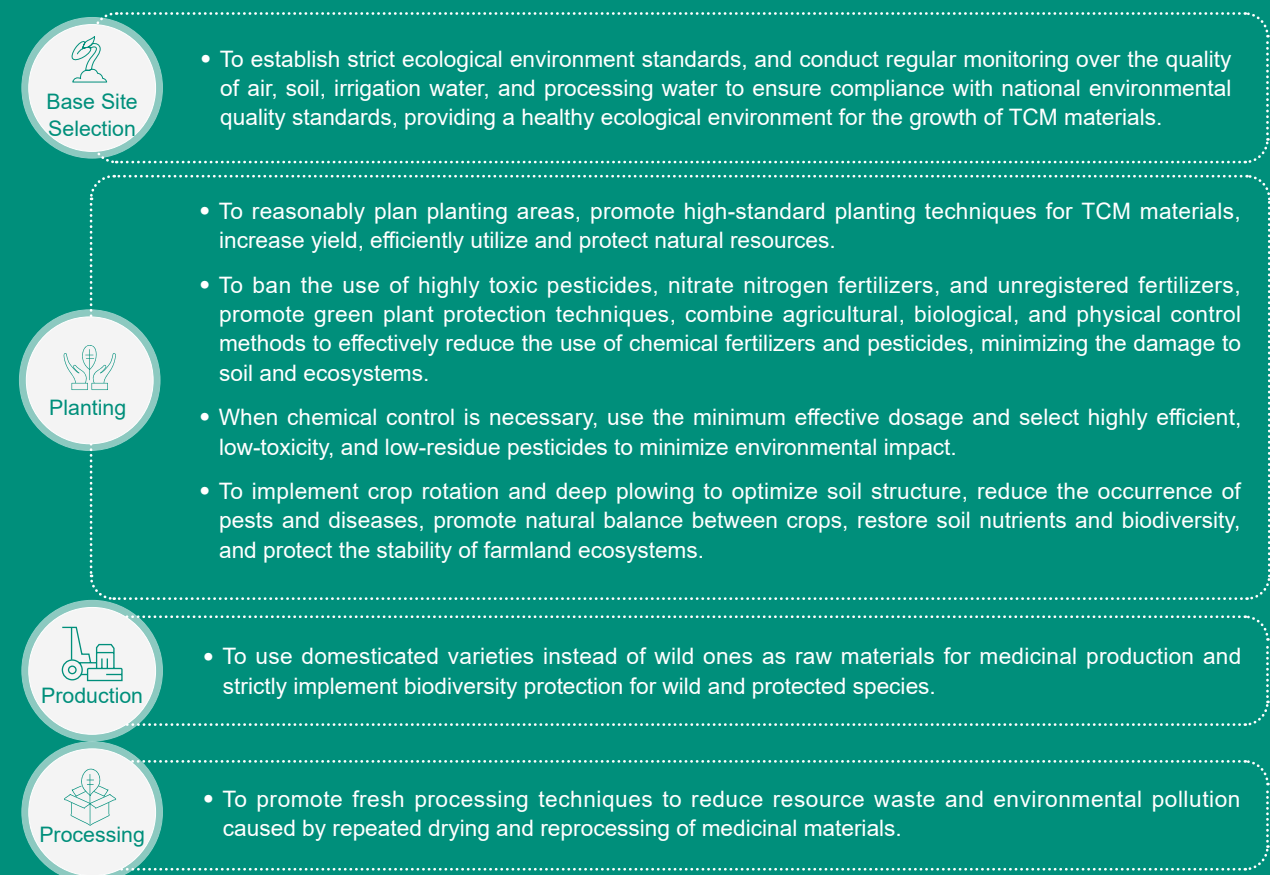 Base Site
Selection
• To establish strict ecological environment standards, and conduct regular monitoring over the quality
of air, soil, irrigation water, and processing water to ensure compliance with national environmental
quality standards, providing a healthy ecological environment for the growth of TCM materials.
Planting
• To reasonably plan planting areas, promote high-standard planting techniques for TCM materials,
increase yield, efficiently utilize and protect natural resources.
• To ban the use of highly toxic pesticides, nitrate nitrogen fertilizers, and unregistered fertilizers,
promote green plant protection techniques, combine agricultural, biological, and physical control
methods to effectively reduce the use of chemical fertilizers and pesticides, minimizing the damage to
soil and ecosystems.
• When chemical control is necessary, use the minimum effective dosage and select highly efficient,
low-toxicity, and low-residue pesticides to minimize environmental impact.
• To implement crop rotation and deep plowing to optimize soil structure, reduce the occurrence of
pests and diseases, promote natural balance between crops, restore soil nutrients and biodiversity,
and protect the stability of farmland ecosystems.
Production
• To use domesticated varieties instead of wild ones as raw materials for medicinal production and
strictly implement biodiversity protection for wild and protected species.
Processing
• To promote fresh processing techniques to reduce resource waste and environmental pollution
caused by repeated drying and reprocessing of medicinal materials.